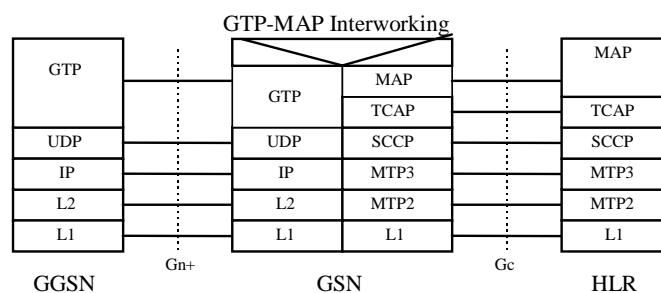 GTP-MAP Interworking
GTP GTP MAP MAP
TCAP TCAP
UDP UDP SCCP SCCP
IP IP MTP3 MTP3
L2 L2 MTP2 MTP2
L1 L1 L1 L1
Gn+ Gc
GGSN GSN HLR